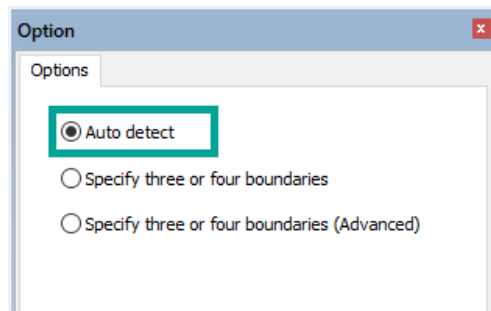 Option
Options
Auto detect
Specify three or four boundaries
Specify three or four boundaries (Advanced)